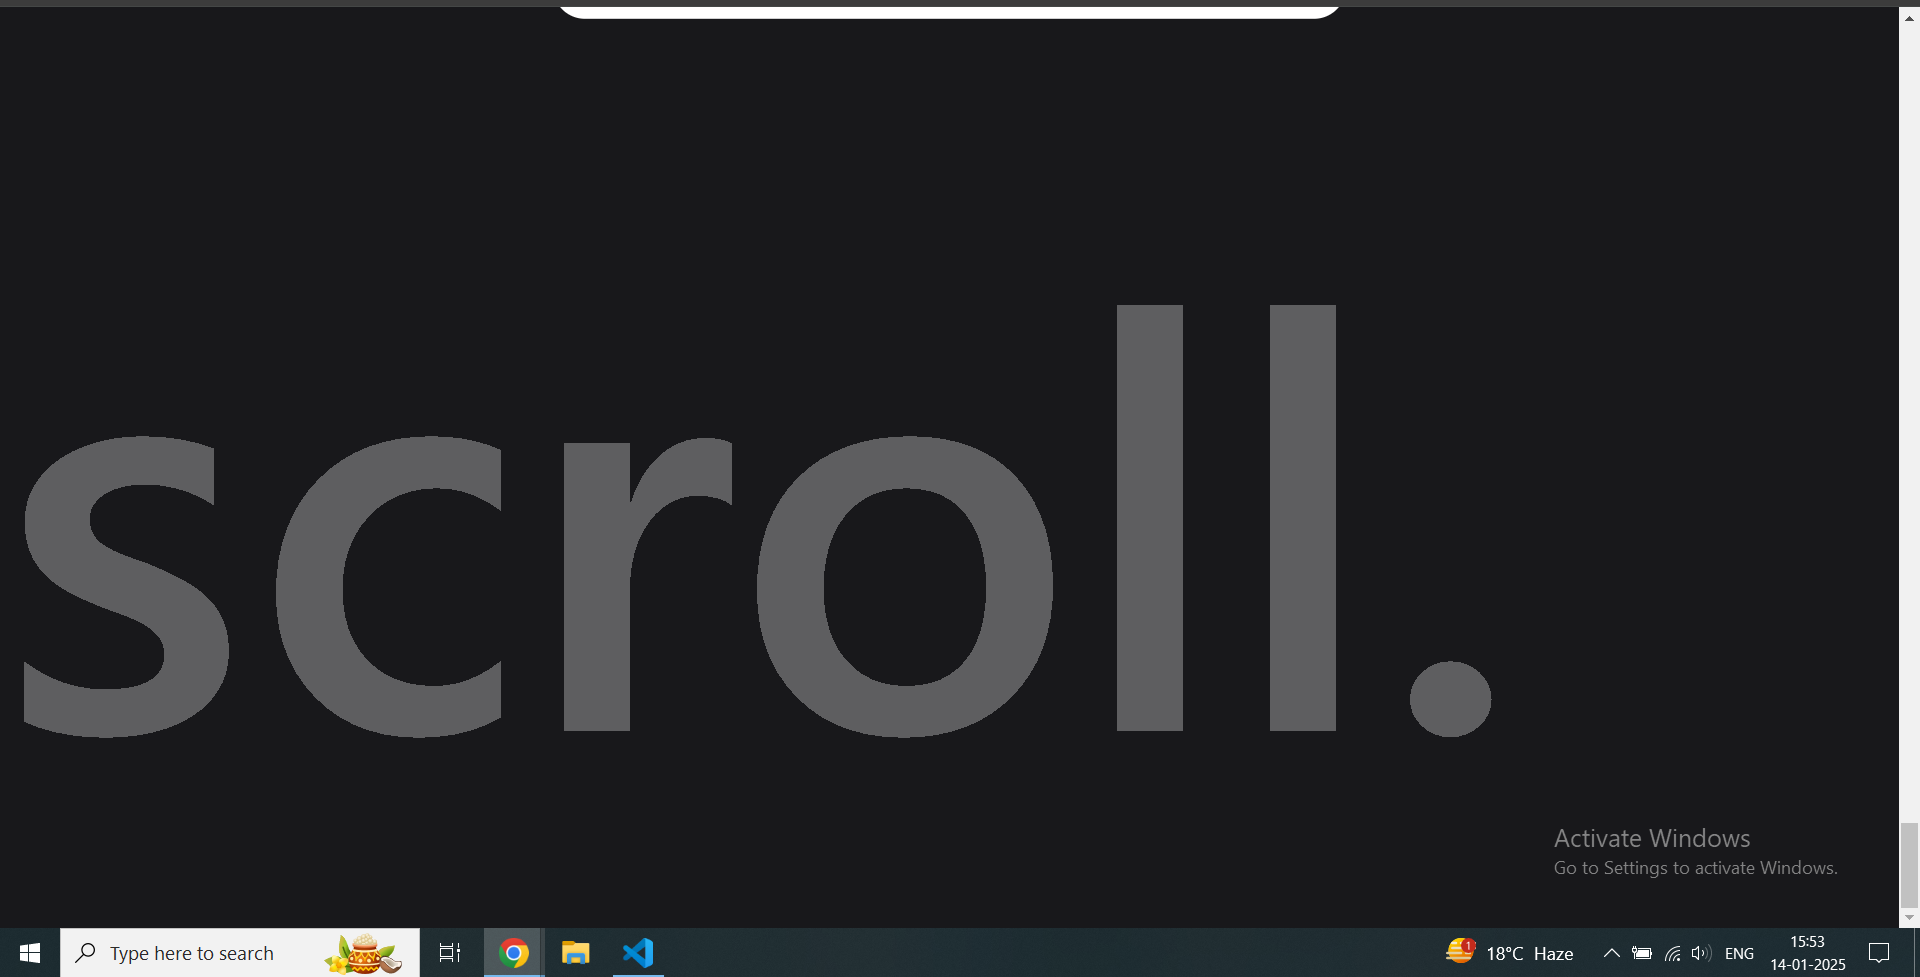 scroll.
Activate Windows
Go to Settings to activate Windows.
Type here to search
1
18°C Haze
ENG
15:53
14-01-2025